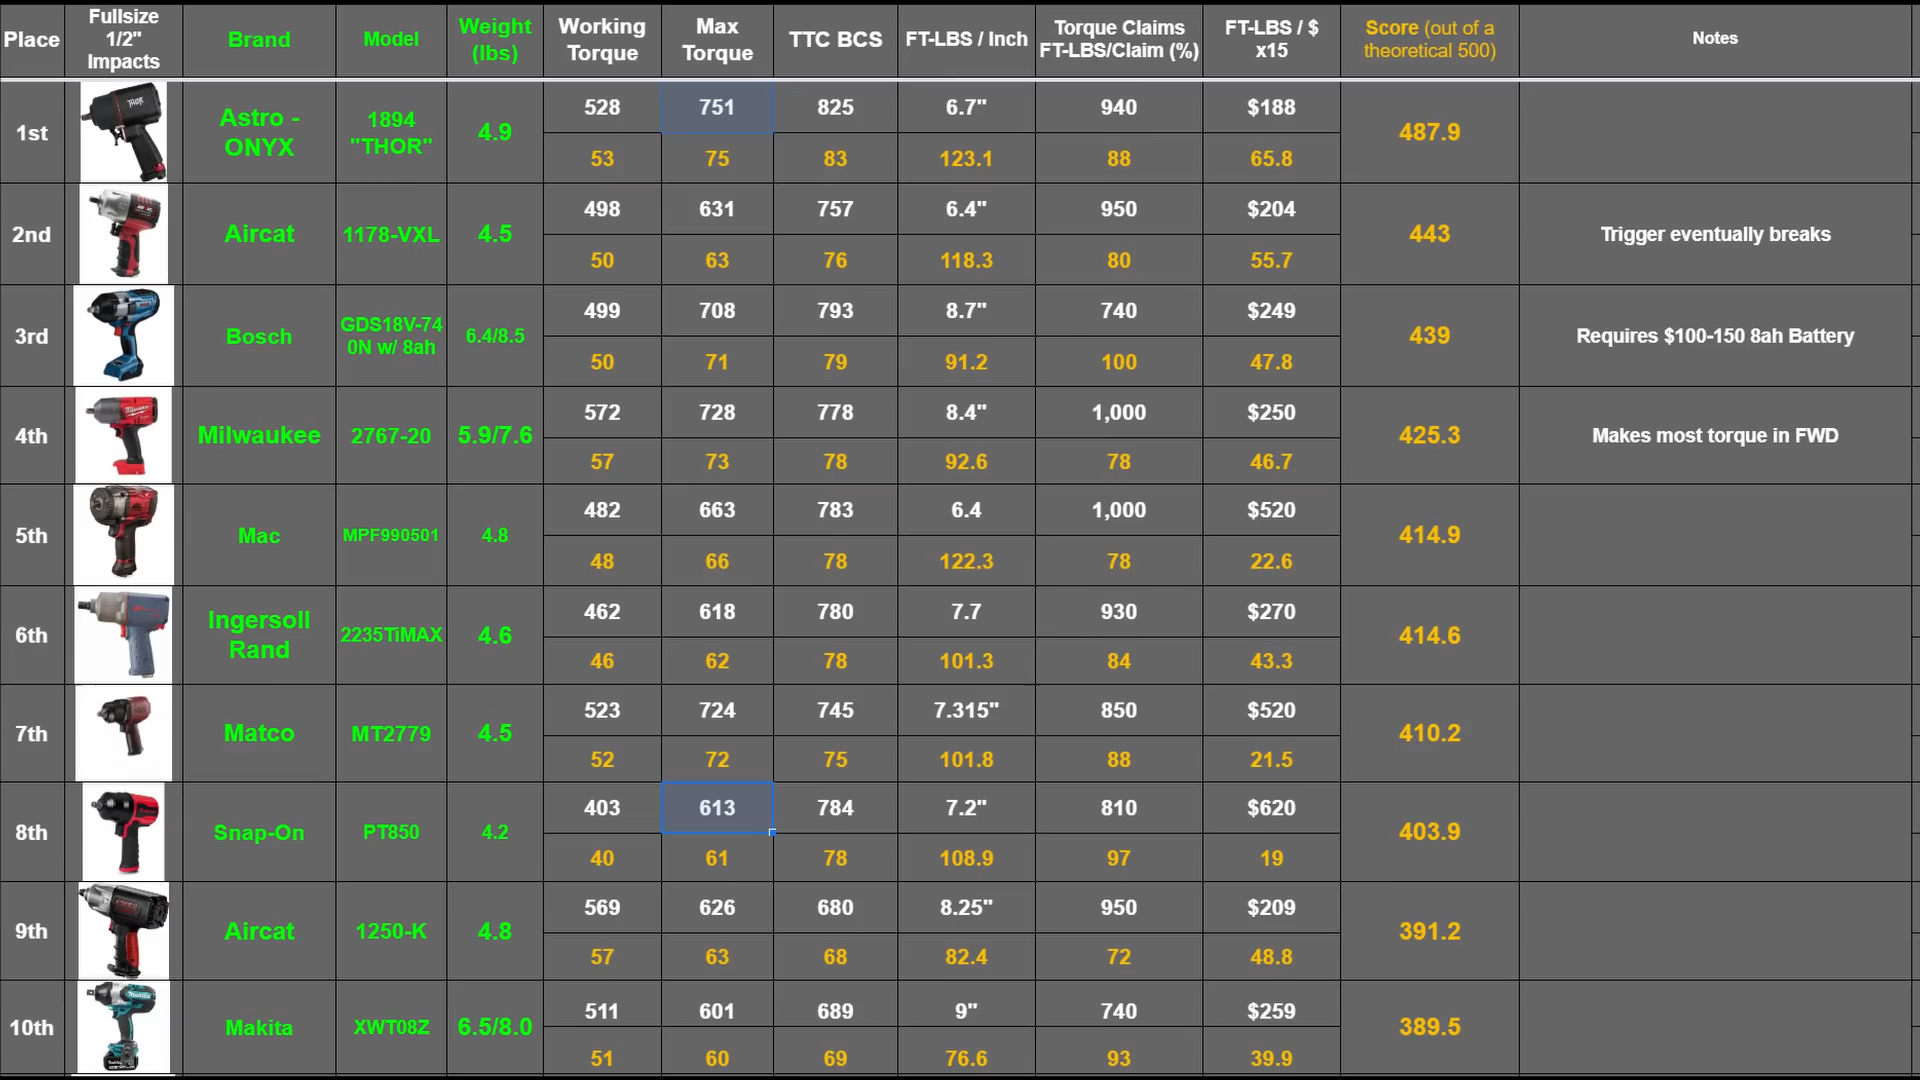 Place
Fullsize
1/2"
Impacts
Brand
Model
Weight
(lbs)
Working
Torque
Max
Torque
TTC BCS
FT-LBS / Inch
Torque Claims
FT-LBS/Claim (%)
FT-LBS / $
x15
Score (out of a
theoretical 500)
Notes
1st
Astro -
ONYX
1894
"THOR"
4.9
528 751 825 6.7" 940 $188
53 75 83 123.1 88 65.8
487.9
2nd
Aircat
1178-VXL
4.5
498 631 757 6.4" 950 $204
50 63 76 118.3 80 55.7
443
Trigger eventually breaks
3rd
Bosch
GDS18V-74
0N w/ 8ah
6.4/8.5
499 708 793 8.7" 740 $249
50 71 79 91.2 100 47.8
439
Requires $100-150 8ah Battery
4th
Milwaukee
2767-20
5.9/7.6
572 728 778 8.4" 1,000 $250
57 73 78 92.6 78 46.7
425.3
Makes most torque in FWD
5th
Mac
MPF990501
4.8
482 663 783 6.4 1,000 $520
48 66 78 122.3 78 22.6
414.9
6th
Ingersoll
Rand
2235TiMAX
4.6
462 618 780 7.7 930 $270
46 62 78 101.3 84 43.3
414.6
7th
Matco
MT2779
4.5
523 724 745 7.315" 850 $520
52 72 75 101.8 88 21.5
410.2
8th
Snap-On
PT850
4.2
403 613 784 7.2" 810 $620
40 61 78 108.9 97 19
403.9
9th
Aircat
1250-K
4.8
569 626 680 8.25" 950 $209
57 63 68 82.4 72 48.8
391.2
10th
Makita
XWT08Z
6.5/8.0
511 601 689 9" 740 $259
51 60 69 76.6 93 39.9
389.5